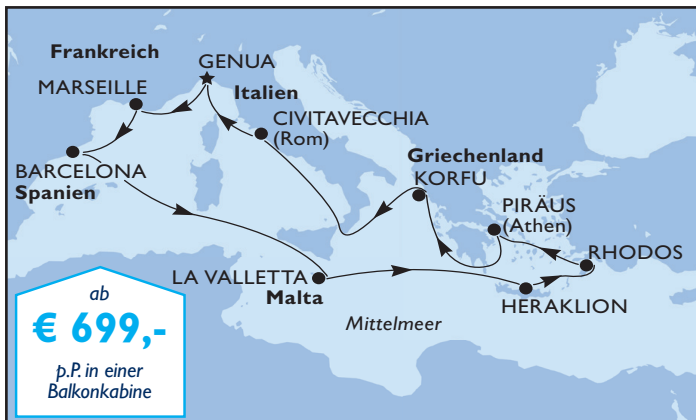 Frankreich
GENUA
MARSEILLE
Italien
CIVITAVECCHIA
(Rom)
BARCELONA
Spanien
Griechenland
KORFU
PIRÄUS
(Athen)
RHODOS
LA VALLETTA
Malta
HERAKLION
Mittelmeer
ab
€ 699,-
p.P. in einer
Balkonkabine